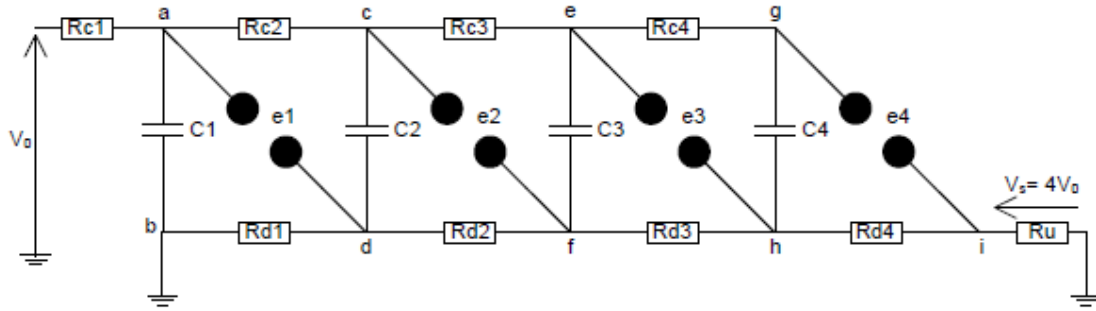 a c e g
Rc1 Rc2 Rc3 Rc4
V₀ C1 e1 C2 e2 C3 e3 C4 e4
Vₛ= 4V₀
b Rd1 d Rd2 f Rd3 h Rd4 i Ru